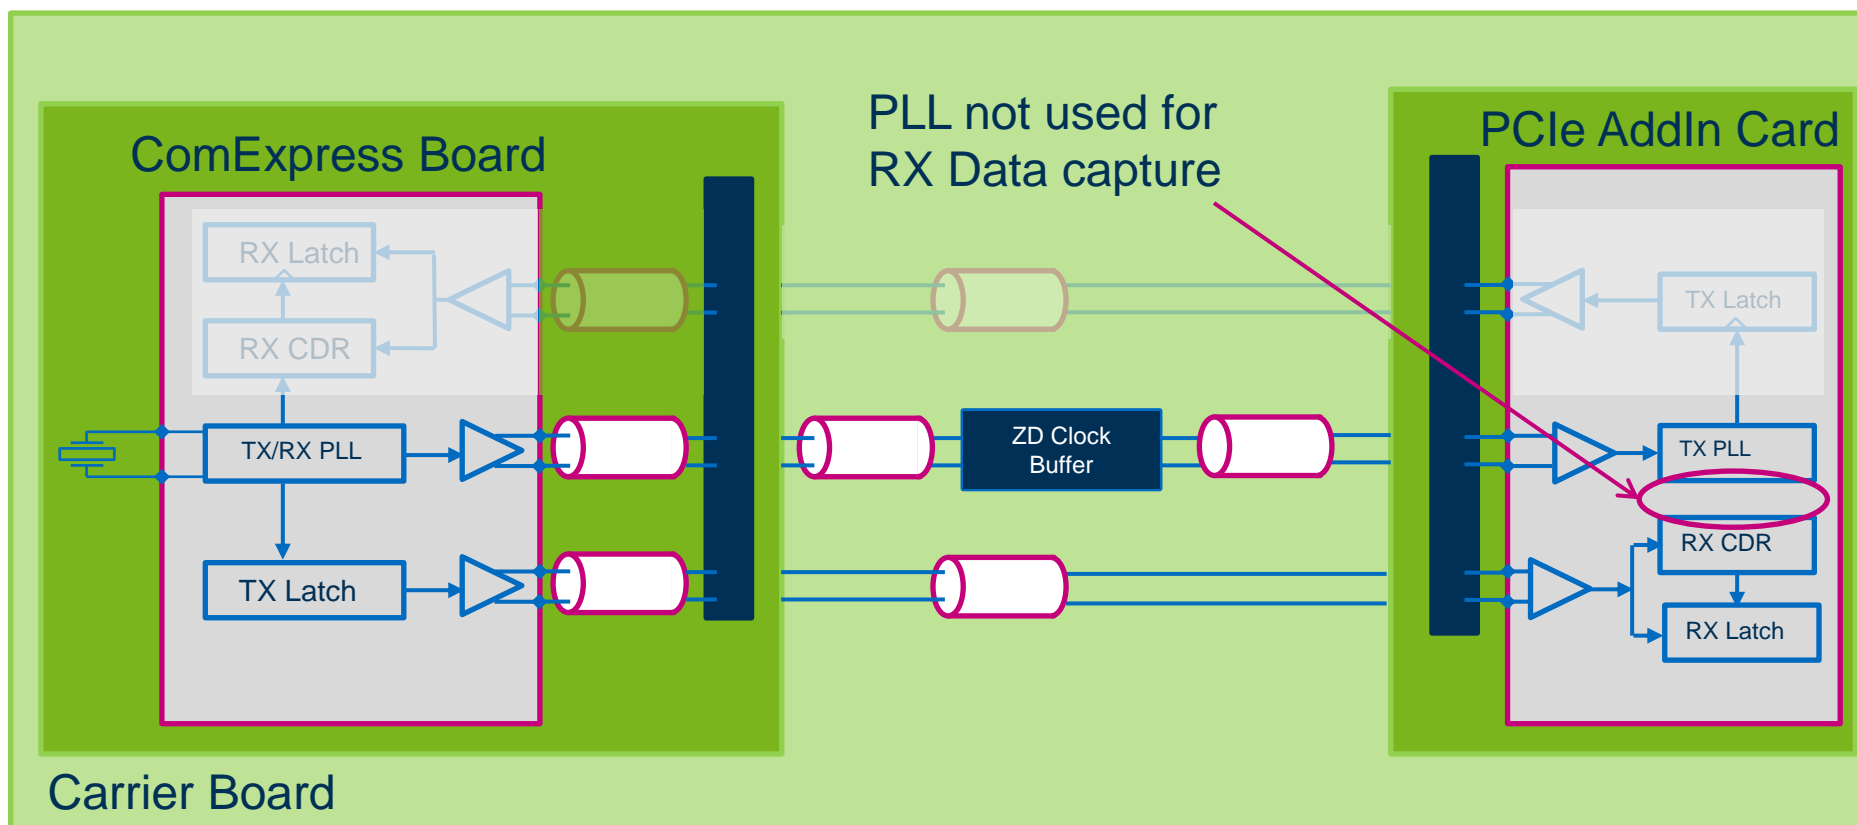 PLL not used for
RX Data capture
ComExpress Board
PCIe AddIn Card
RX Latch
RX CDR
TX/RX PLL
TX Latch
ZD Clock
Buffer
TX Latch
TX PLL
RX CDR
RX Latch
Carrier Board